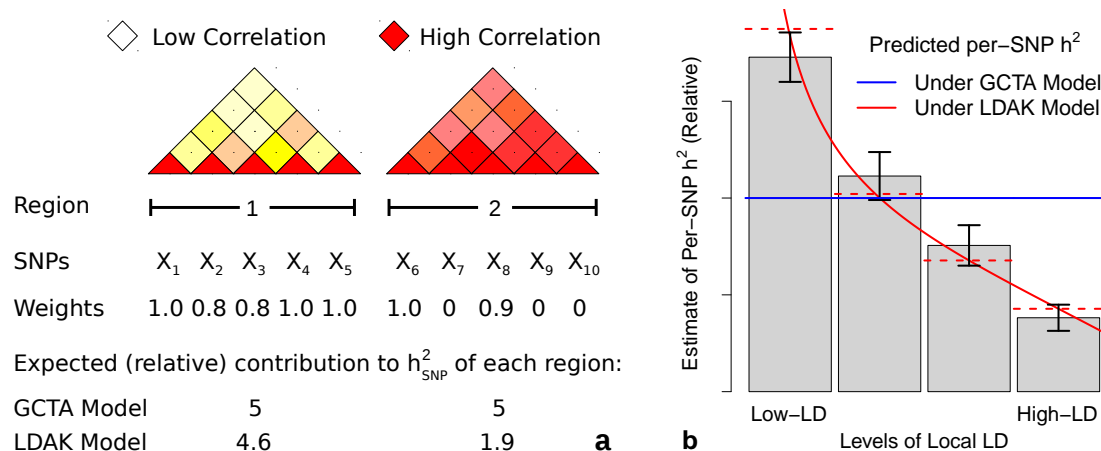 Low Correlation
High Correlation
Region
1
2
SNPs X1 X2 X3 X4 X5 X6 X7 X8 X9 X10
Weights 1.0 0.8 0.8 1.0 1.0 1.0 0 0.9 0 0
Expected (relative) contribution to h²SNP of each region:
GCTA Model 5 5
LDAK Model 4.6 1.9
a
Predicted per−SNP h²
Under GCTA Model
Under LDAK Model
Estimate of Per−SNP h² (Relative)
Low−LD
High−LD
Levels of Local LD
b